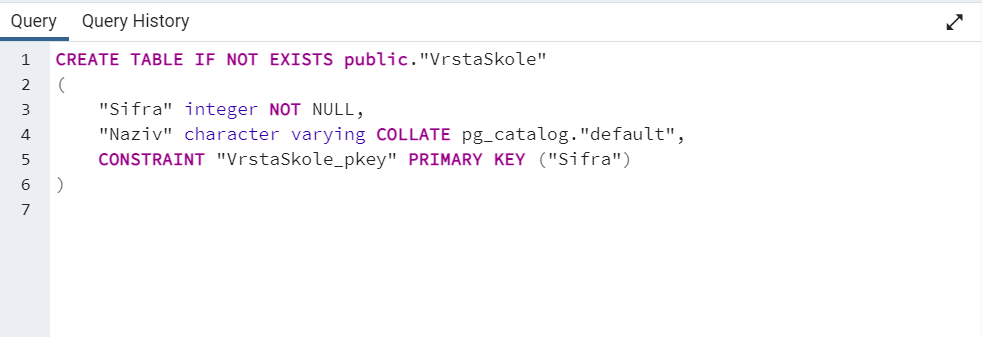 Query Query History
1 CREATE TABLE IF NOT EXISTS public."VrstaSkole"
2 (
3 "Sifra" integer NOT NULL,
4 "Naziv" character varying COLLATE pg_catalog."default",
5 CONSTRAINT "VrstaSkole_pkey" PRIMARY KEY ("Sifra")
6 )
7